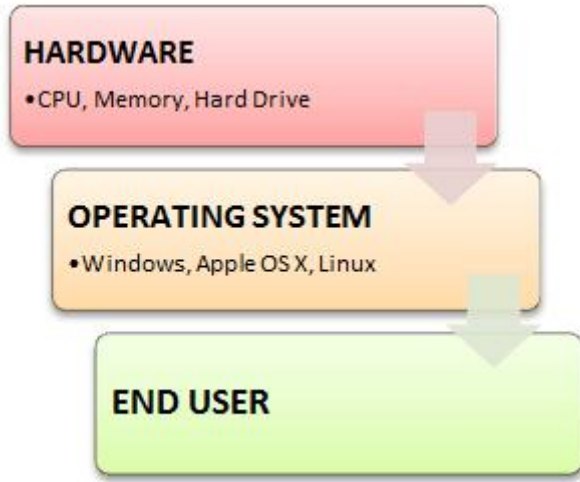 HARDWARE
•CPU, Memory, Hard Drive
OPERATING SYSTEM
•Windows, Apple OS X, Linux
END USER